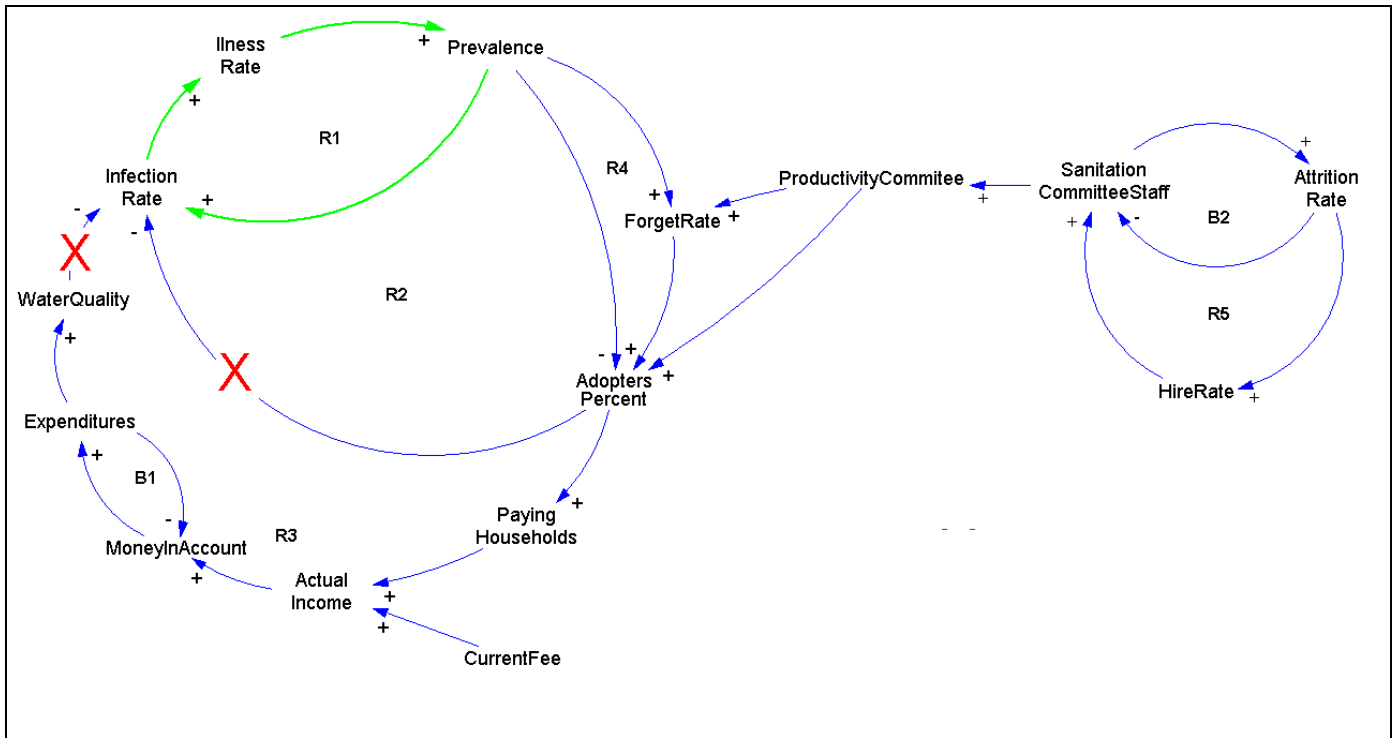 Ilness
Rate
+
Prevalence
+
R1
Infection
Rate
+
-
-
X
WaterQuality
+
R2
R4
+
ForgetRate
+
ProductivityCommitee
+
Sanitation
CommitteeStaff
+
-
B2
+
Attrition
Rate
R5
HireRate
+
X
-
+
+
Adopters
Percent
Expenditures
+
B1
-
MoneyInAccount
+
R3
Paying
Households
+
Actual
Income
+
+
CurrentFee
- -